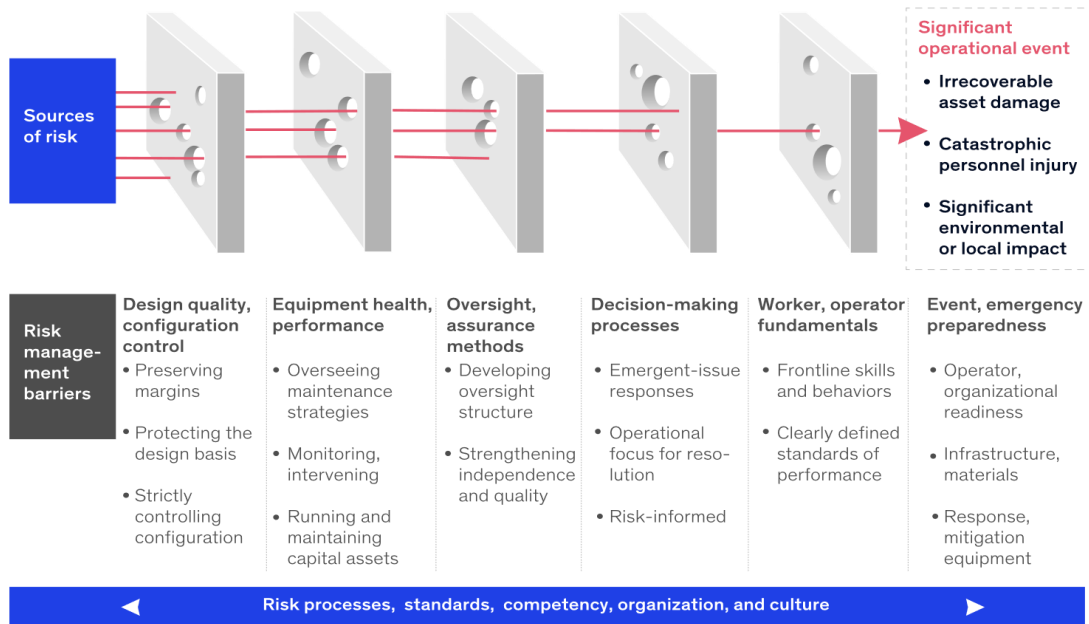 Sources
of risk
Significant
operational event
• Irrecoverable
asset damage
• Catastrophic
personnel injury
• Significant
environmental
or local impact
Risk
manage-
ment
barriers
Design quality,
configuration
control
• Preserving
margins
• Protecting the
design basis
• Strictly
controlling
configuration
Equipment health,
performance
• Overseeing
maintenance
strategies
• Monitoring,
intervening
• Running and
maintaining
capital assets
Oversight,
assurance
methods
• Developing
oversight
structure
• Strengthening
independence
and quality
Decision-making
processes
• Emergent-issue
responses
• Operational
focus for reso-
lution
• Risk-informed
Worker, operator
fundamentals
• Frontline skills
and behaviors
• Clearly defined
standards of
performance
Event, emergency
preparedness
• Operator,
organizational
readiness
• Infrastructure,
materials
• Response,
mitigation
equipment
Risk processes, standards, competency, organization, and culture